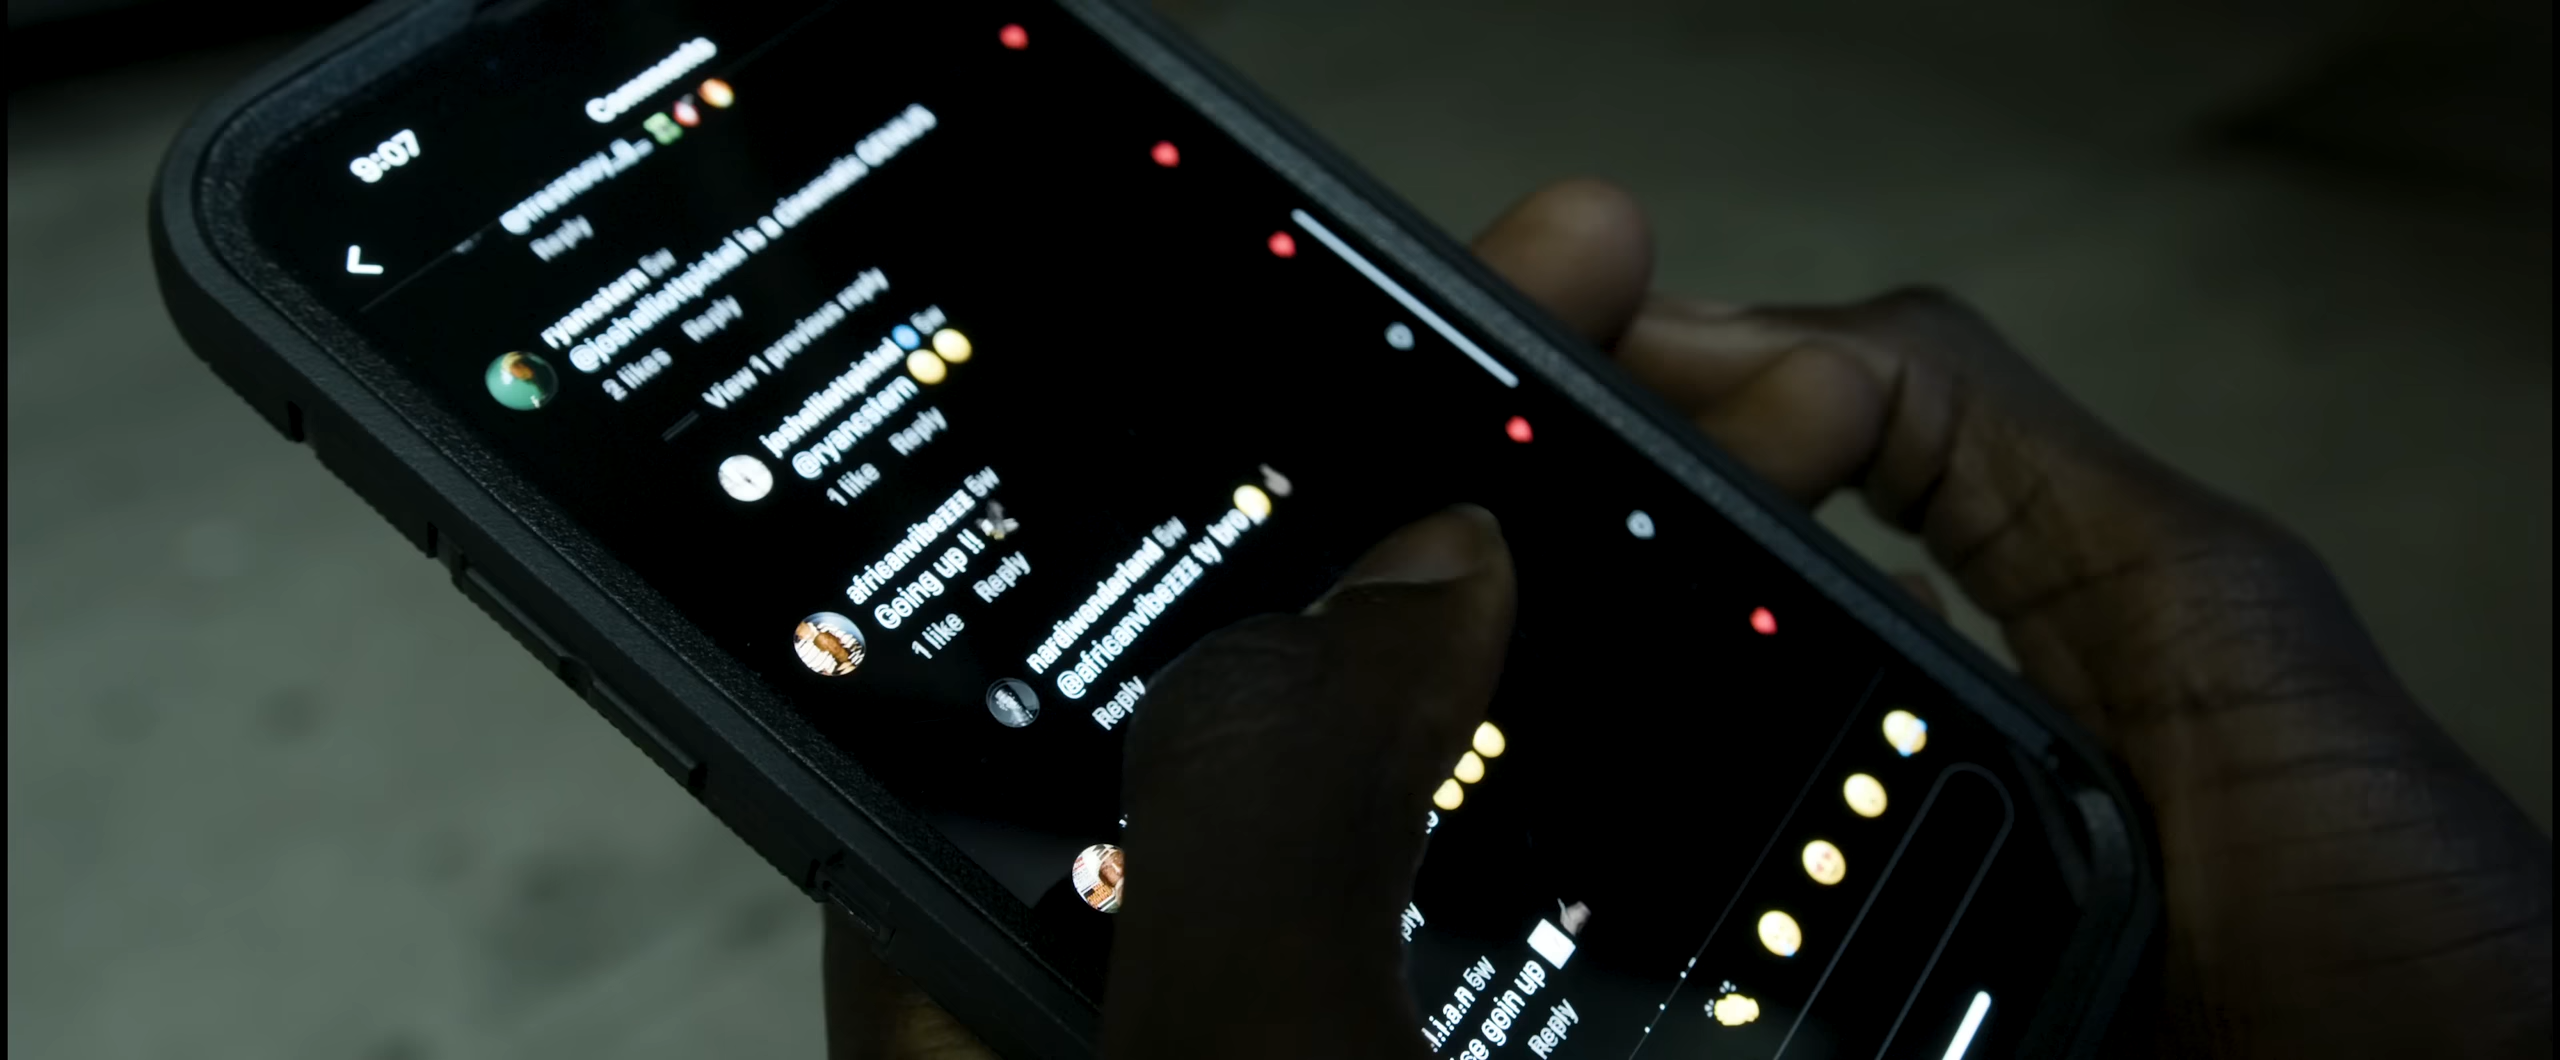 9:07
Comments
Reply
ryanestern 5w
@joshelliottpickel is a cinematic GENIUS
2 likes Reply
View 1 previous reply
joshelliottpickel 5w
@ryanestern
1 like Reply
africanvibezzz 5w
Going up !!
1 like Reply
nardiwonderland 5w
@africanvibezzz ty bro
Reply
5w
goin up
Reply